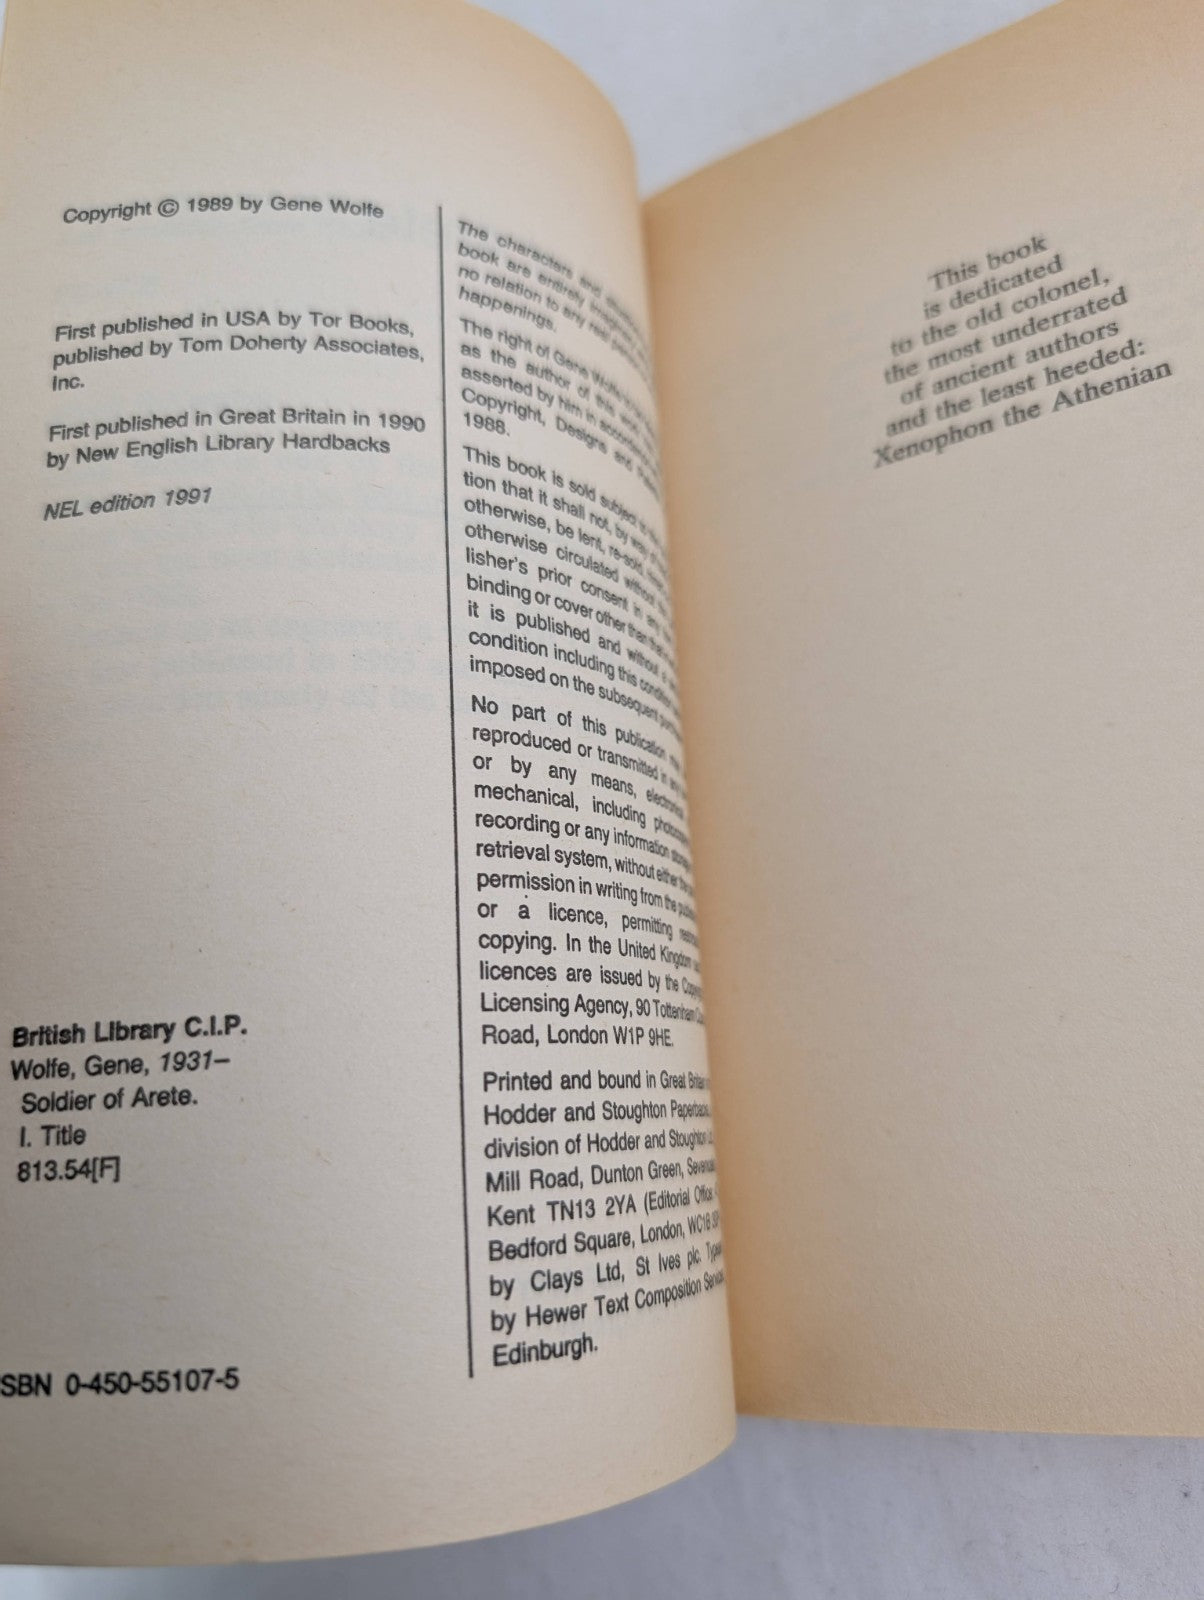 Copyright © 1989 by Gene Wolfe
First published in USA by Tor Books,
published by Tom Doherty Associates,
Inc.
First published in Great Britain in 1990
by New English Library Hardbacks
NEL edition 1991
British Library C.I.P.
Wolfe, Gene, 1931–
Soldier of Arete.
I. Title
813.54[F]
ISBN 0-450-55107-5
The characters and
book are entirely imaginary
no relation to any real
happenings.
The right of Gene Wolfe
as the author of this work
asserted by him in
Copyright, Designs and
1988.
This book is sold subject
tion that it shall not, by way of
otherwise, be lent, re-sold,
otherwise circulated without
lisher's prior consent in any
binding or cover other than that
it is published and without a
condition including this condition
imposed on the subsequent
No part of this publication
reproduced or transmitted in any
or by any means, electronic
mechanical, including
recording or any information
retrieval system, without either
permission in writing from the
or a licence, permitting
copying. In the United Kingdom
licences are issued by the
Licensing Agency, 90 Tottenham
Road, London W1P 9HE.
Printed and bound in Great
Hodder and Stoughton Paperbacks,
division of Hodder and Stoughton
Mill Road, Dunton Green,
Kent TN13 2YA (Editorial Office:
Bedford Square, London, WC1B
by Clays Ltd, St Ives plc.
by Hewer Text Composition
Edinburgh.
This book
is dedicated
to the old colonel,
the most underrated
of ancient authors
and the least heeded:
Xenophon the Athenian